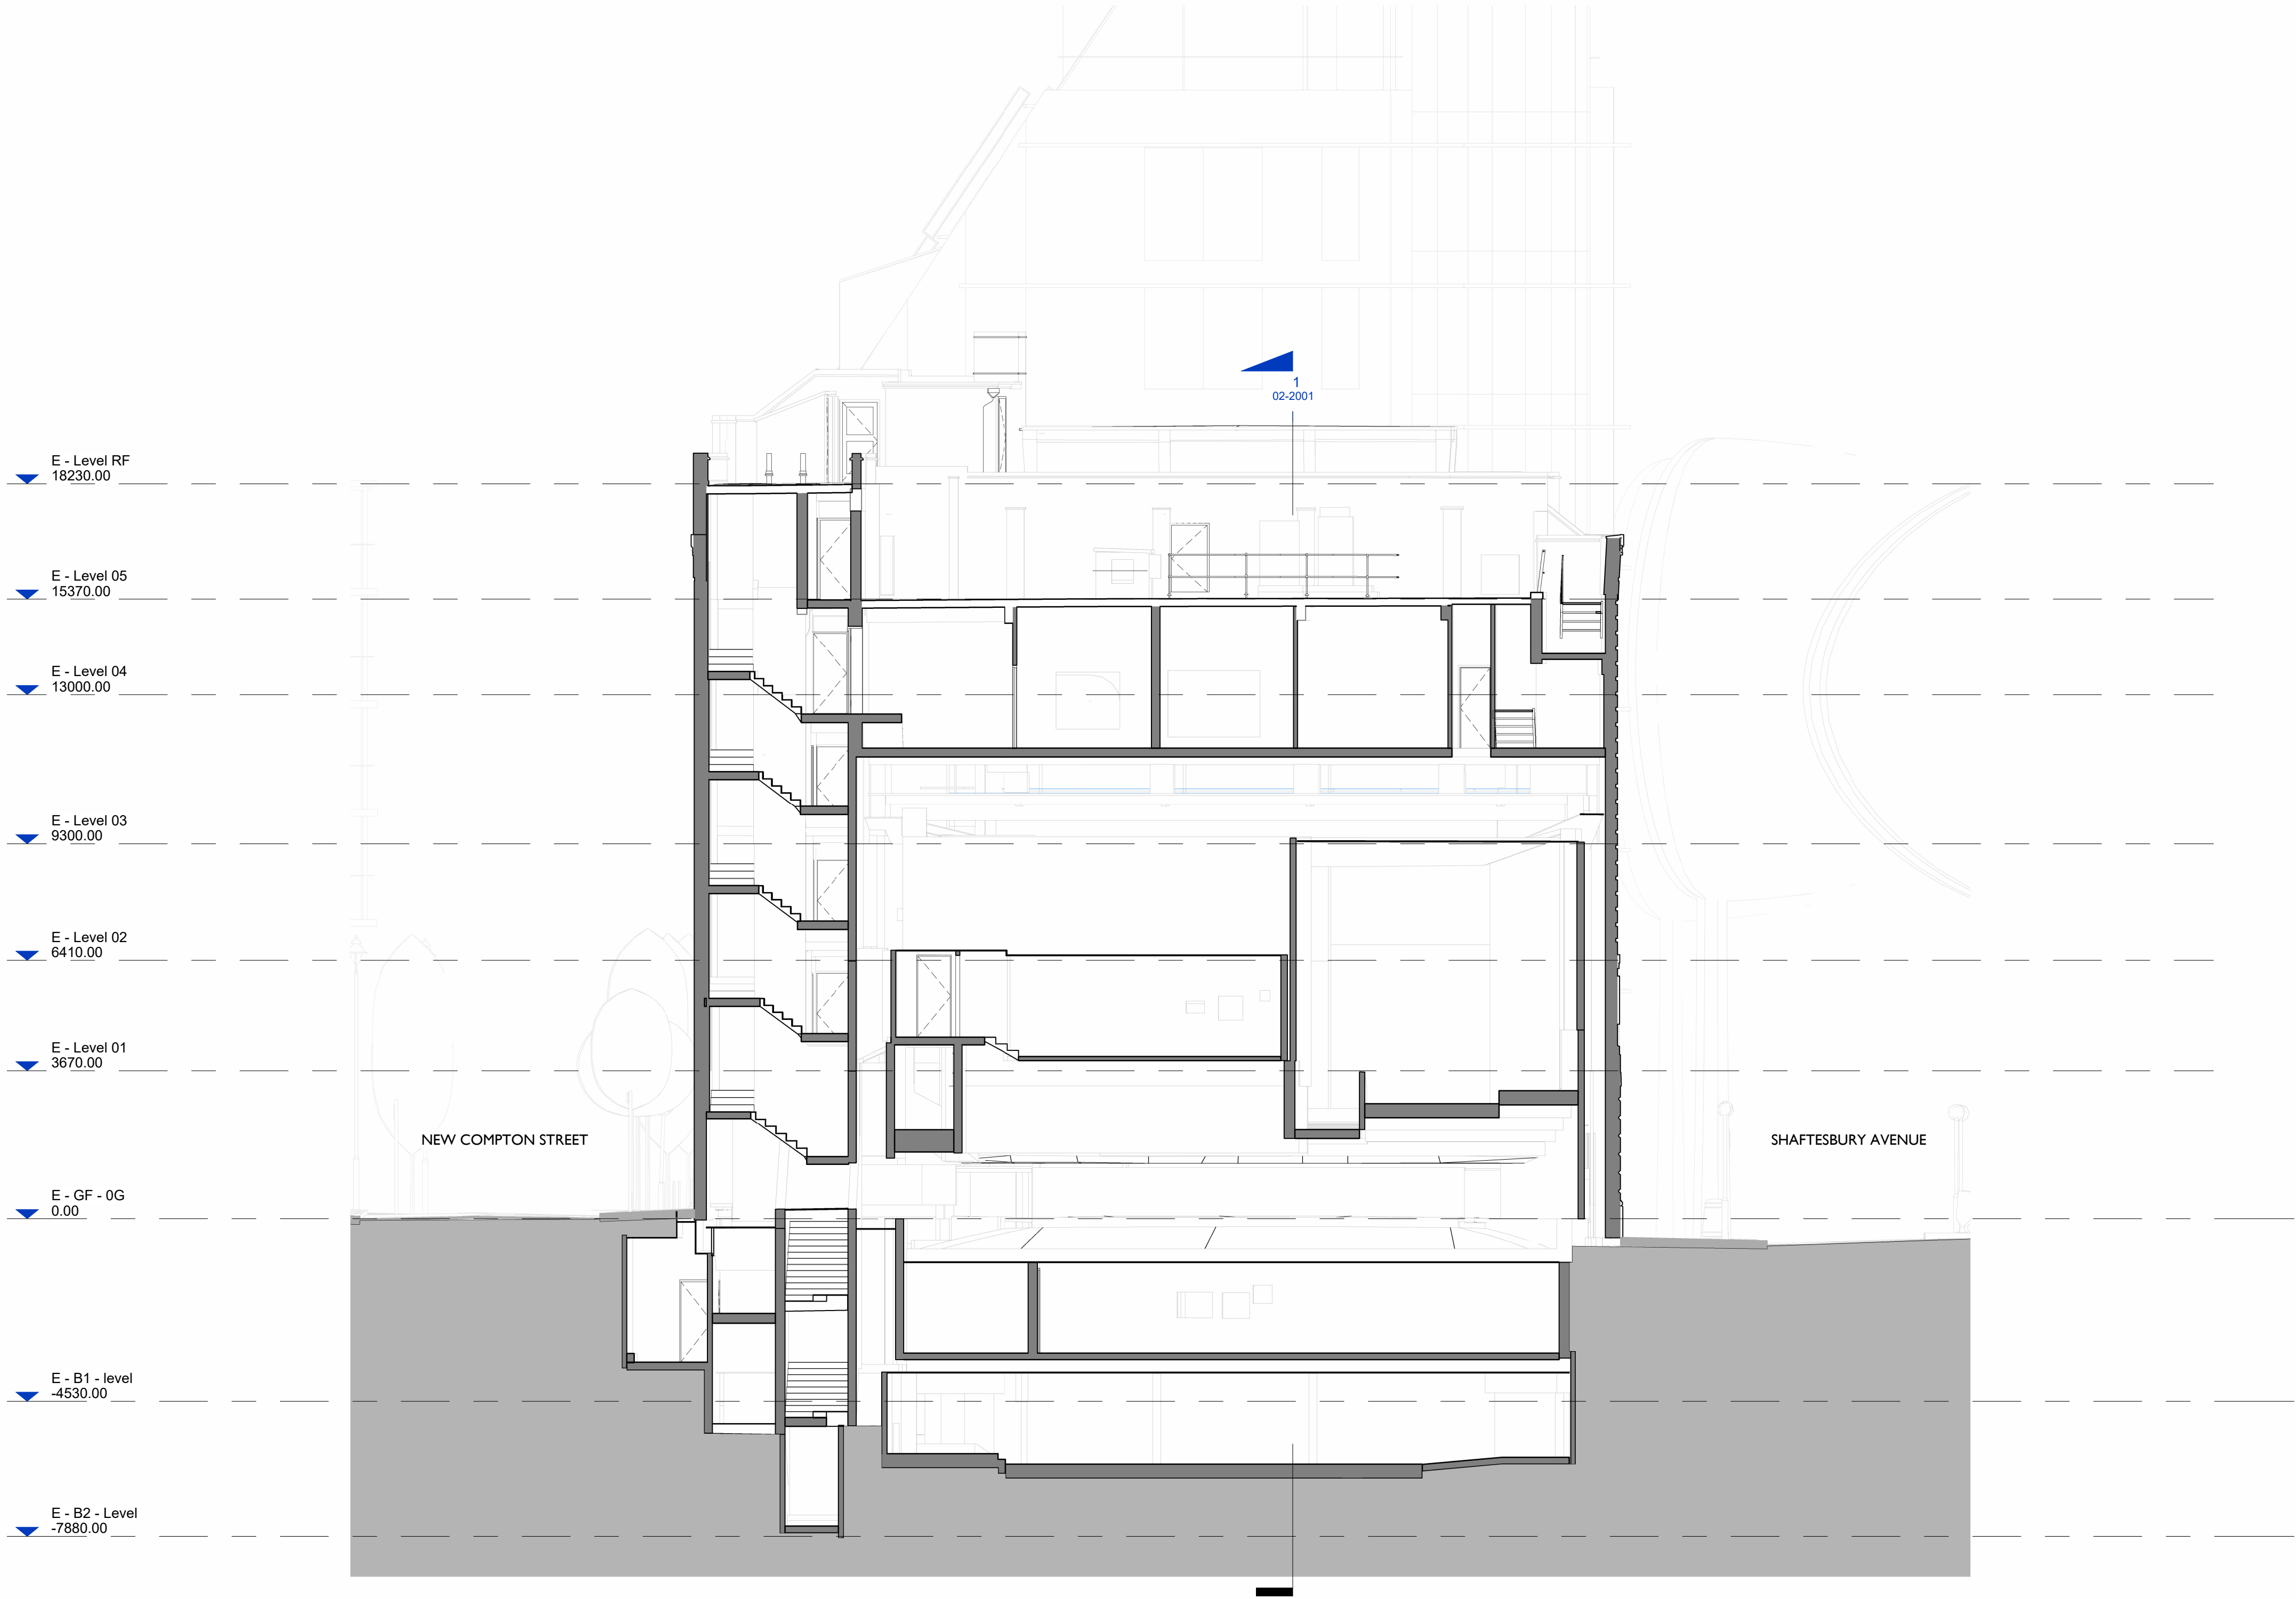 1
02-2001
E - Level RF
18230.00
E - Level 05
15370.00
E - Level 04
13000.00
E - Level 03
9300.00
E - Level 02
6410.00
E - Level 01
3670.00
NEW COMPTON STREET
SHAFTESBURY AVENUE
E - GF - 0G
0.00
E - B1 - level
-4530.00
E - B2 - Level
-7880.00